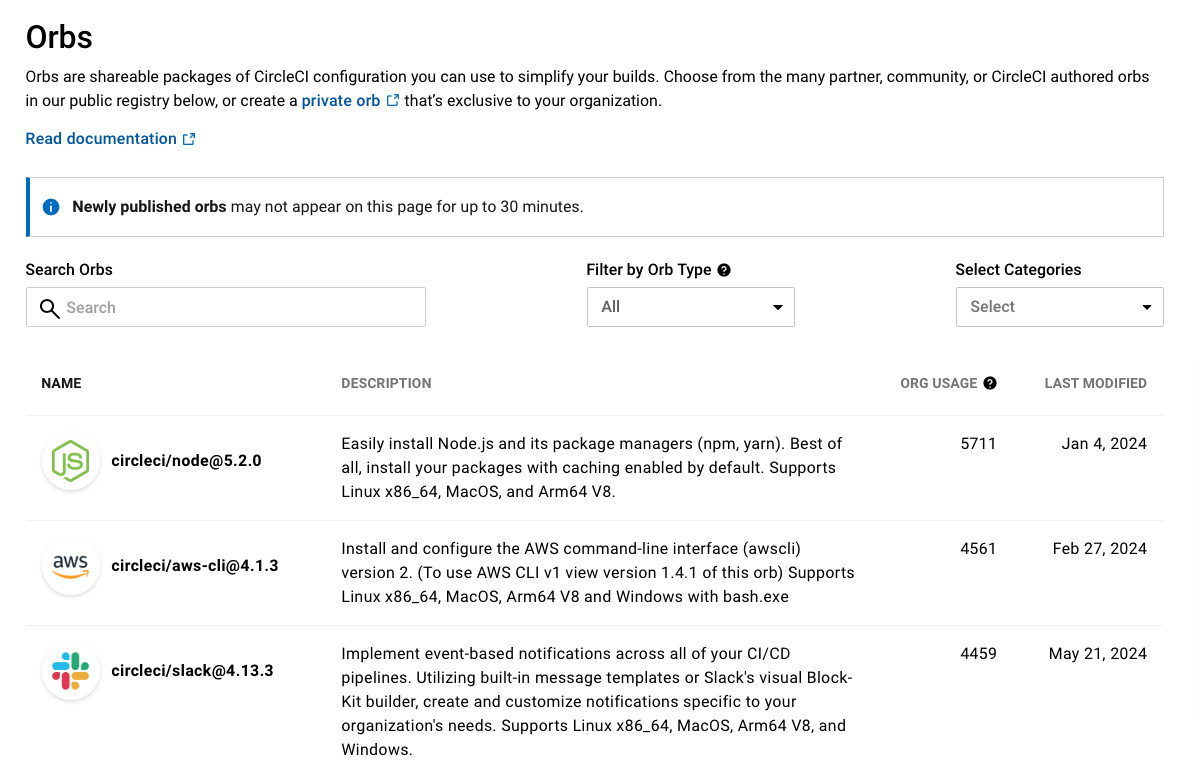 Orbs
Orbs are shareable packages of CircleCI configuration you can use to simplify your builds. Choose from the many partner, community, or CircleCI authored orbs
in our public registry below, or create a private orb that’s exclusive to your organization.
Read documentation
Newly published orbs may not appear on this page for up to 30 minutes.
Search Orbs
Filter by Orb Type
Select Categories
Search
All
Select
NAME
DESCRIPTION
ORG USAGE
LAST MODIFIED
JS
circleci/node@5.2.0
Easily install Node.js and its package managers (npm, yarn). Best of
all, install your packages with caching enabled by default. Supports
Linux x86_64, MacOS, and Arm64 V8.
5711
Jan 4, 2024
aws
circleci/aws-cli@4.1.3
Install and configure the AWS command-line interface (awscli)
version 2. (To use AWS CLI v1 view version 1.4.1 of this orb) Supports
Linux x86_64, MacOS, Arm64 V8 and Windows with bash.exe
4561
Feb 27, 2024
circleci/slack@4.13.3
Implement event-based notifications across all of your CI/CD
pipelines. Utilizing built-in message templates or Slack's visual Block-
Kit builder, create and customize notifications specific to your
organization's needs. Supports Linux x86_64, MacOS, Arm64 V8, and
Windows.
4459
May 21, 2024